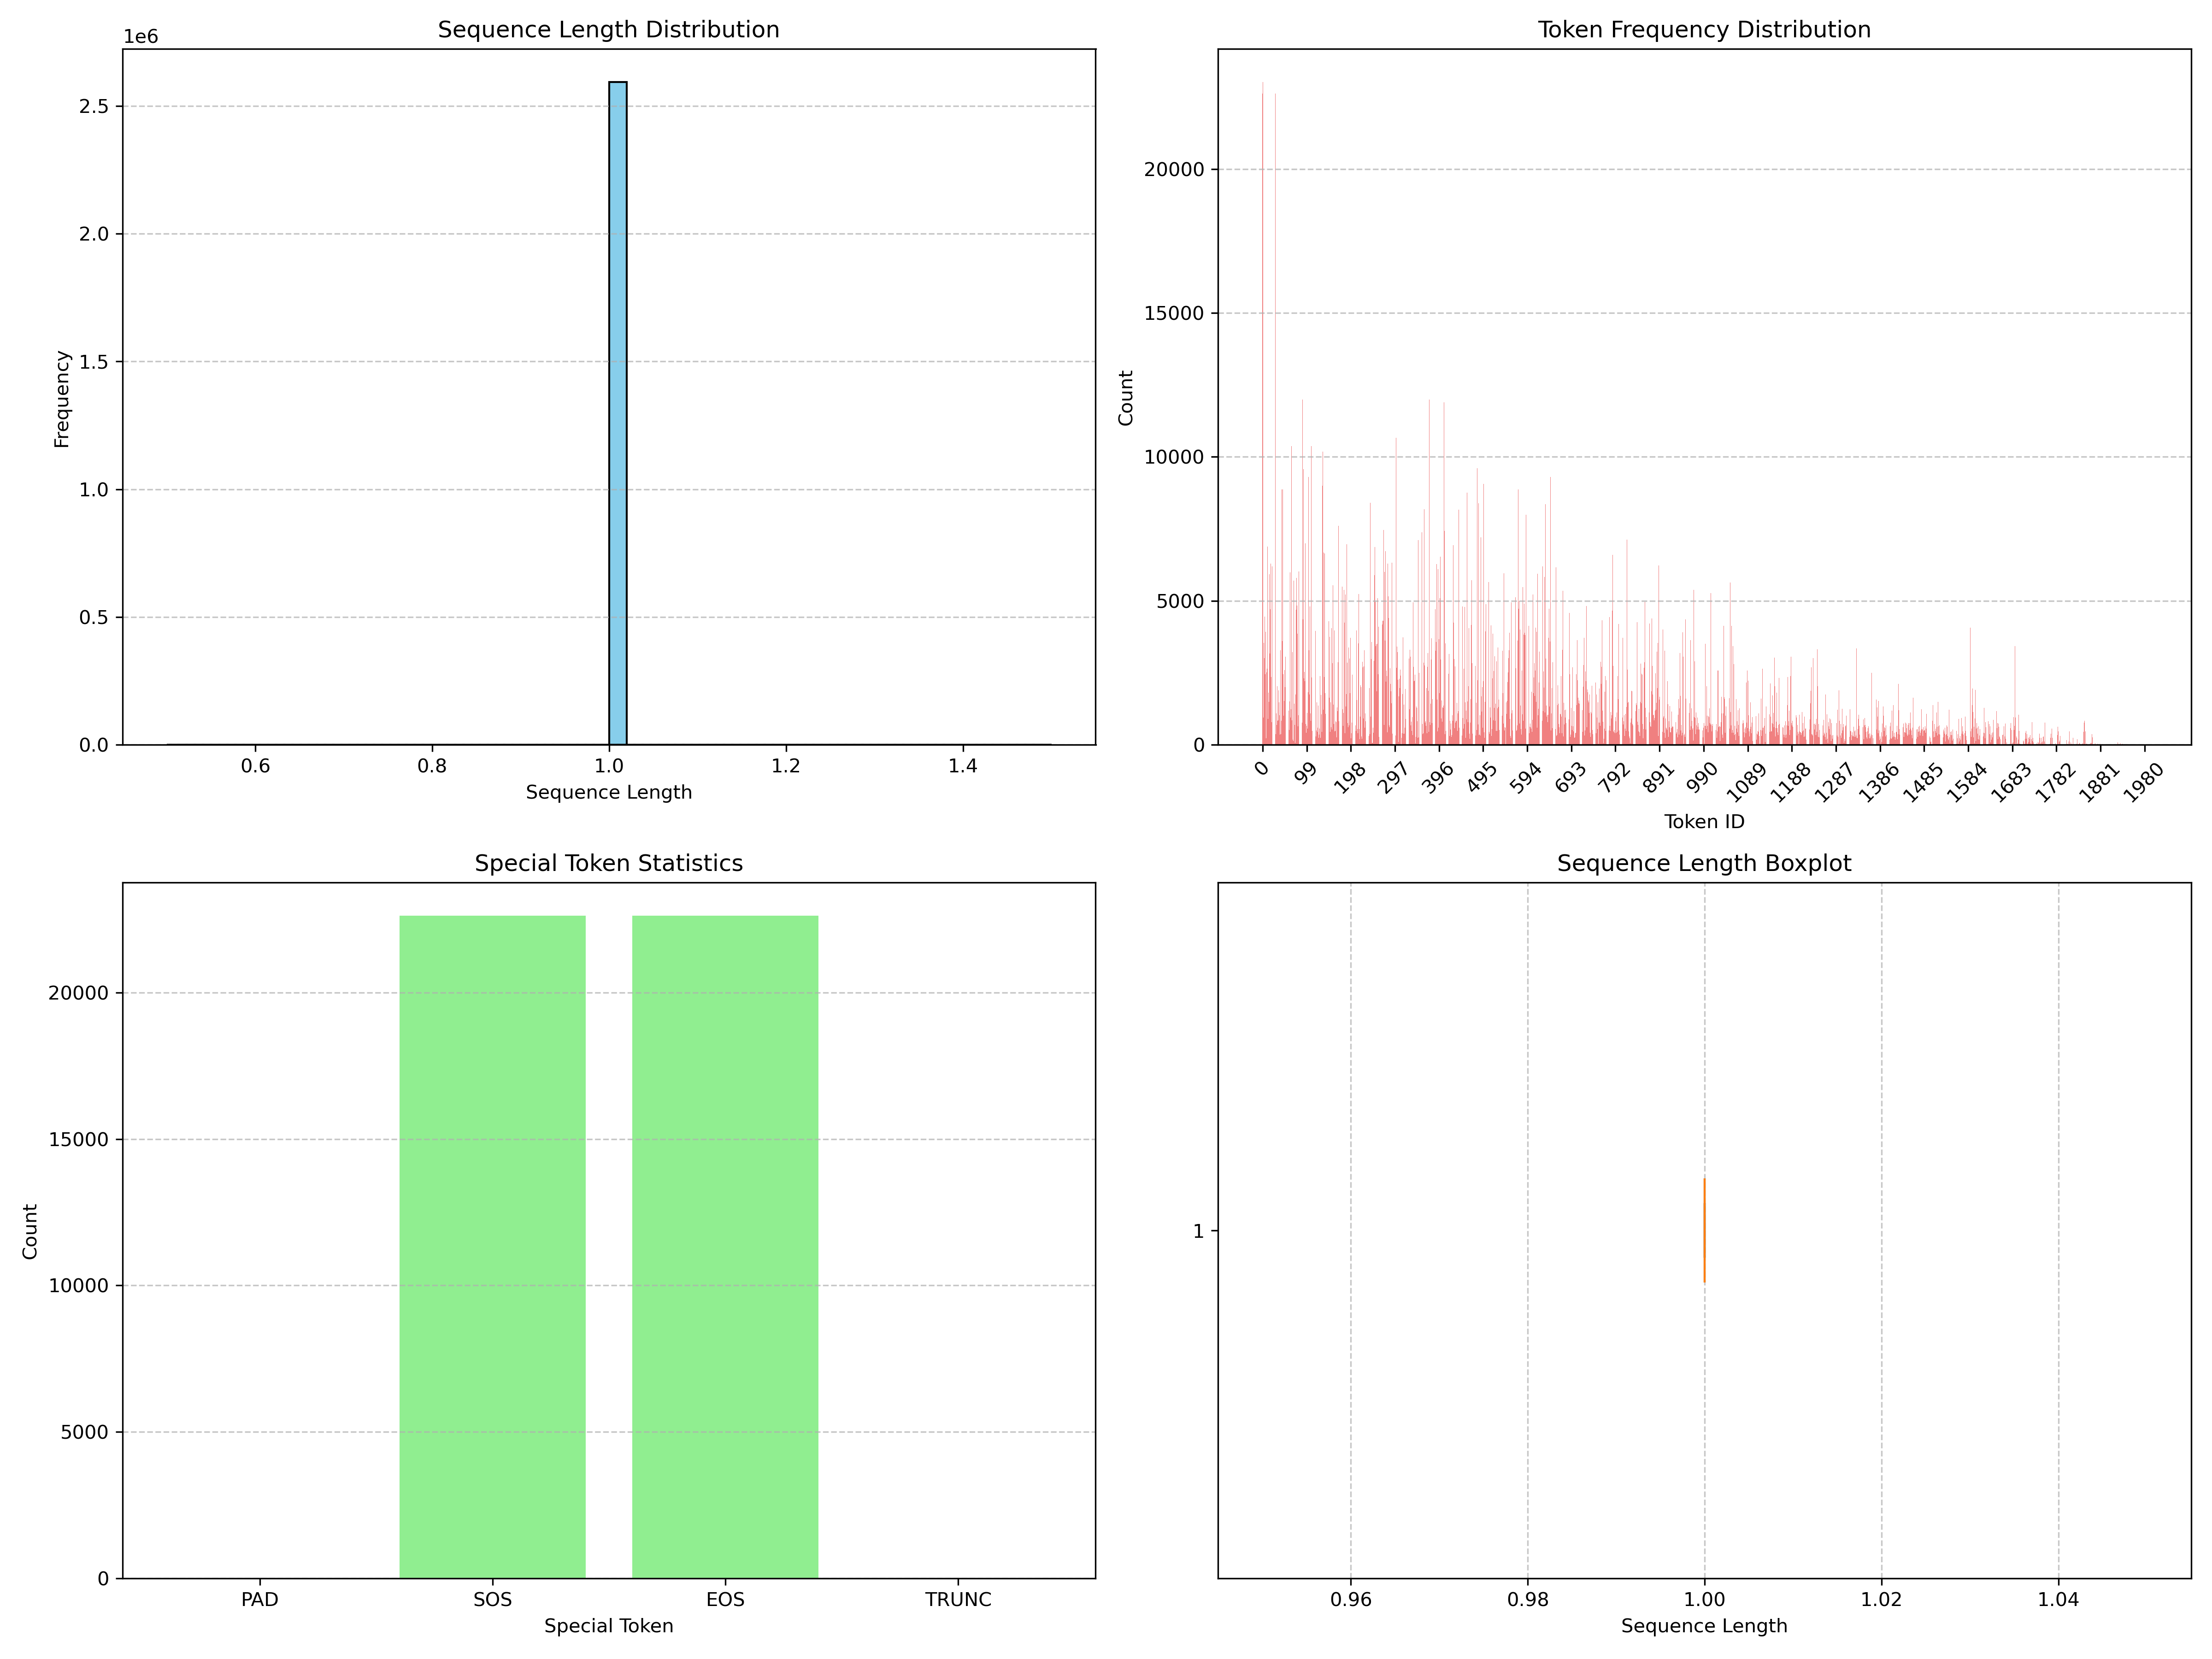 Sequence Length Distribution
1e6
2.5
2.0
1.5
1.0
0.5
0.0
Frequency
0.6 0.8 1.0 1.2 1.4
Sequence Length
Token Frequency Distribution
20000
15000
10000
5000
0
Count
0 99 198 297 396 495 594 693 792 891 990 1089 1188 1287 1386 1485 1584 1683 1782 1881 1980
Token ID
Special Token Statistics
20000
15000
10000
5000
0
Count
PAD SOS EOS TRUNC
Special Token
Sequence Length Boxplot
1
0.96 0.98 1.00 1.02 1.04
Sequence Length